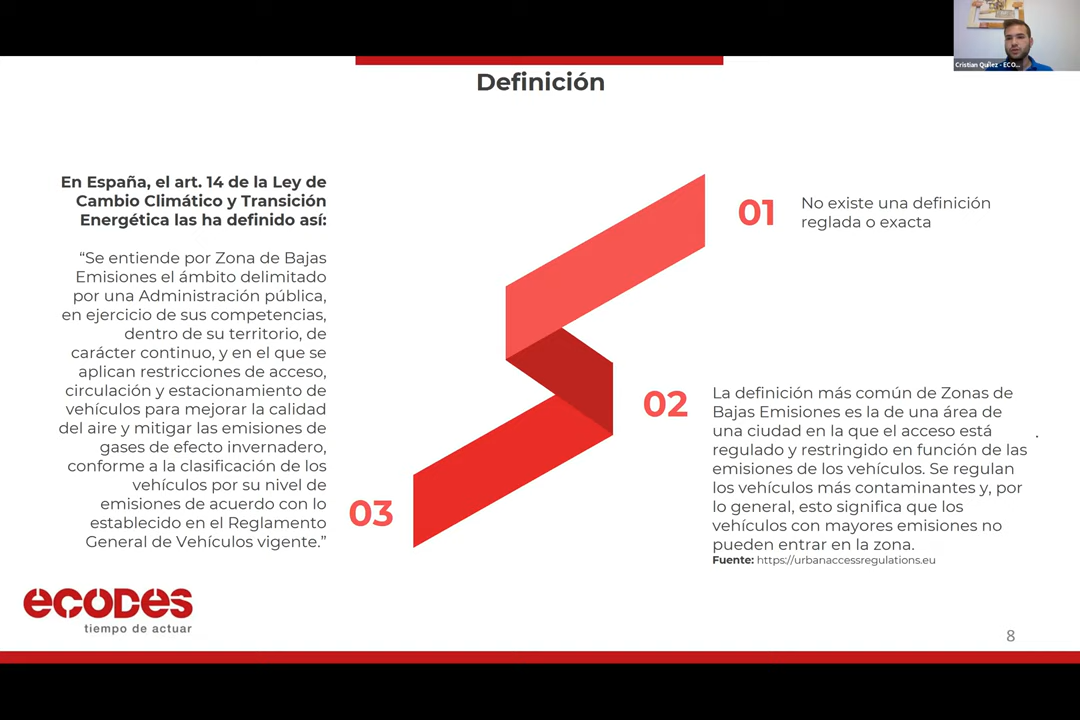 Cristian Quílez - ECO...
Definición
En España, el art. 14 de la Ley de
Cambio Climático y Transición
Energética las ha definido así:
“Se entiende por Zona de Bajas
Emisiones el ámbito delimitado
por una Administración pública,
en ejercicio de sus competencias,
dentro de su territorio, de
carácter continuo, y en el que se
aplican restricciones de acceso,
circulación y estacionamiento de
vehículos para mejorar la calidad
del aire y mitigar las emisiones de
gases de efecto invernadero,
conforme a la clasificación de los
vehículos por su nivel de
emisiones de acuerdo con lo
establecido en el Reglamento
General de Vehículos vigente.”
01
No existe una definición
reglada o exacta
02
La definición más común de Zonas de
Bajas Emisiones es la de una área de
una ciudad en la que el acceso está
regulado y restringido en función de las
emisiones de los vehículos. Se regulan
los vehículos más contaminantes y, por
lo general, esto significa que los
vehículos con mayores emisiones no
pueden entrar en la zona.
Fuente: https://urbanaccessregulations.eu
03
ecodes
tiempo de actuar
8